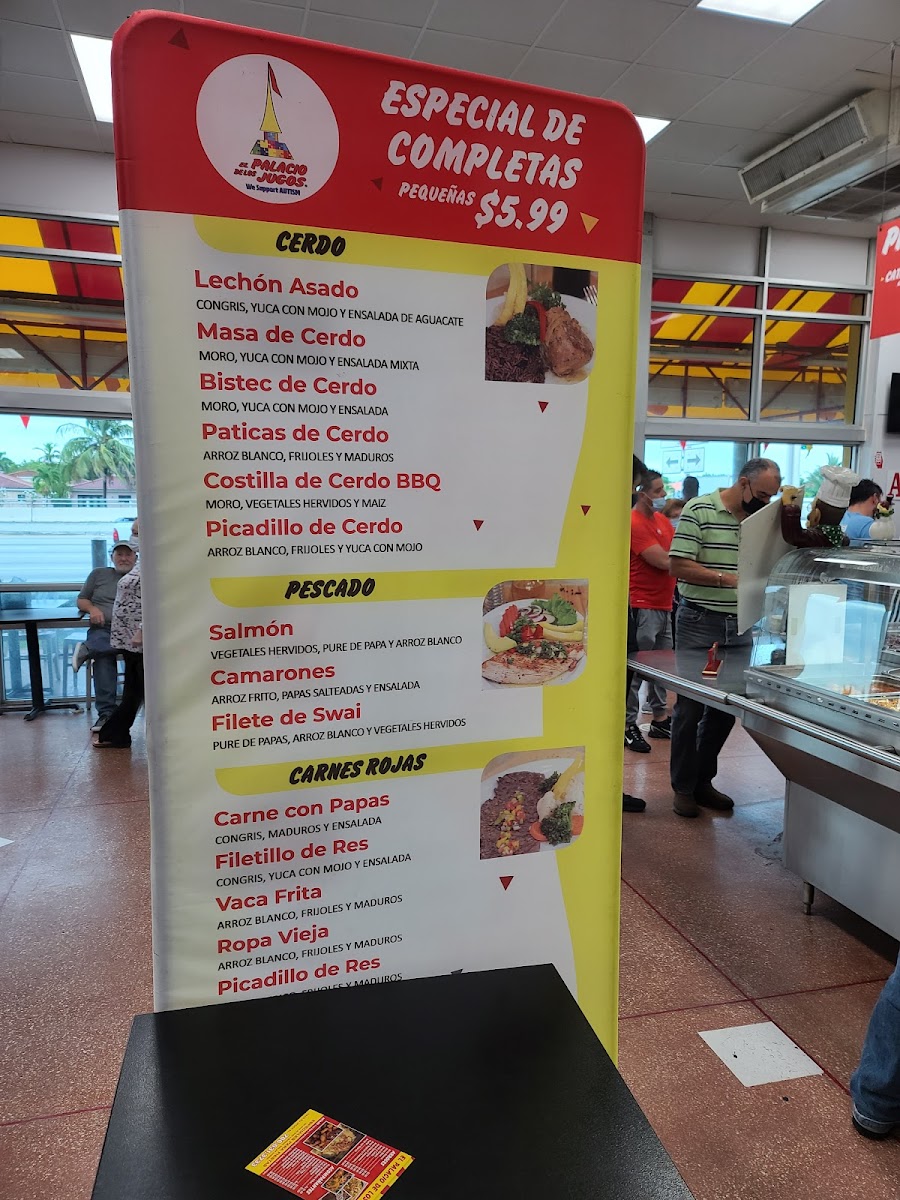 EL PALACIO
DE LOS JUGOS.
We Support AUTISM
ESPECIAL DE
COMPLETAS
PEQUEÑAS $5.99
CERDO
Lechón Asado
CONGRIS, YUCA CON MOJO Y ENSALADA DE AGUACATE
Masa de Cerdo
MORO, YUCA CON MOJO Y ENSALADA MIXTA
Bistec de Cerdo
MORO, YUCA CON MOJO Y ENSALADA
Paticas de Cerdo
ARROZ BLANCO, FRIJOLES Y MADUROS
Costilla de Cerdo BBQ
MORO, VEGETALES HERVIDOS Y MAIZ
Picadillo de Cerdo
ARROZ BLANCO, FRIJOLES Y YUCA CON MOJO
PESCADO
Salmón
VEGETALES HERVIDOS, PURE DE PAPA Y ARROZ BLANCO
Camarones
ARROZ FRITO, PAPAS SALTEADAS Y ENSALADA
Filete de Swai
PURE DE PAPAS, ARROZ BLANCO Y VEGETALES HERVIDOS
CARNES ROJAS
Carne con Papas
CONGRIS, MADUROS Y ENSALADA
Filetillo de Res
CONGRIS, YUCA CON MOJO Y ENSALADA
Vaca Frita
ARROZ BLANCO, FRIJOLES Y MADUROS
Ropa Vieja
ARROZ BLANCO, FRIJOLES Y MADUROS
Picadillo de Res
FRIJOLES Y MADUROS
EL PALACIO DE LOS